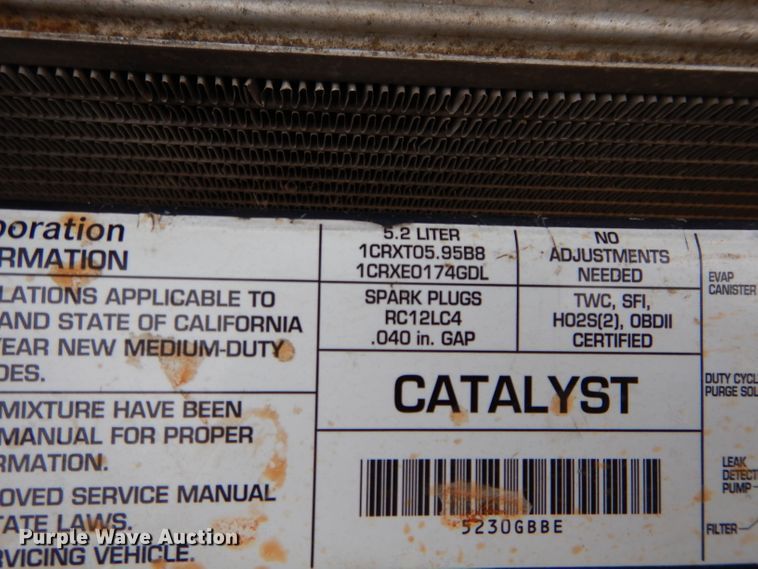 poration
RMATION
LATIONS APPLICABLE TO
AND STATE OF CALIFORNIA
YEAR NEW MEDIUM-DUTY
DES.
MIXTURE HAVE BEEN
MANUAL FOR PROPER
RMATION.
OVED SERVICE MANUAL
TATE LAWS.
RVICING VEHICLE.
5.2 LITER
1CRXT05.95B8
1CRXE0174GDL
NO
ADJUSTMENTS
NEEDED
SPARK PLUGS
RC12LC4
.040 in. GAP
TWC, SFI,
HO2S(2), OBDII
CERTIFIED
CATALYST
5230GBBE
EVAP
CANISTER
DUTY CYCL
PURGE SOL
LEAK
DETECT
PUMP
FILTER
Purple Wave Auction